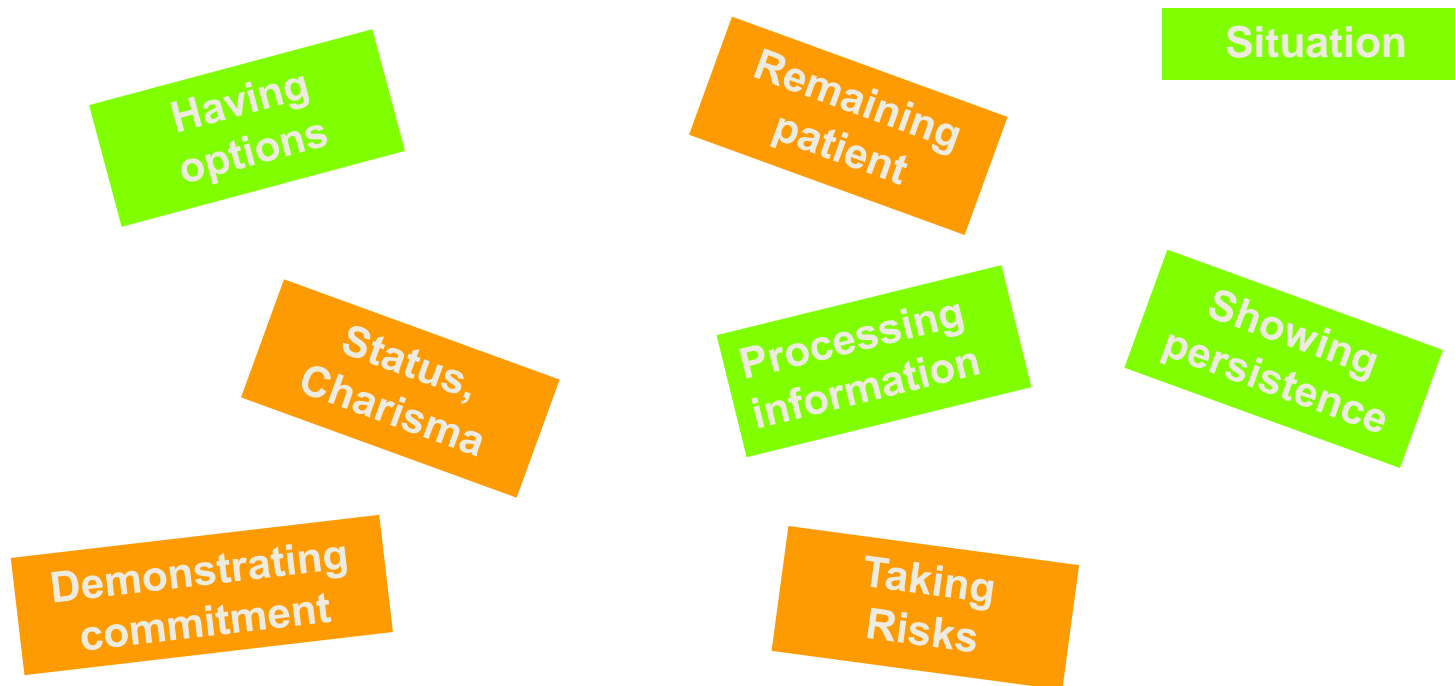 Having
options
Remaining
patient
Situation
Status,
Charisma
Processing
information
Showing
persistence
Demonstrating
commitment
Taking
Risks